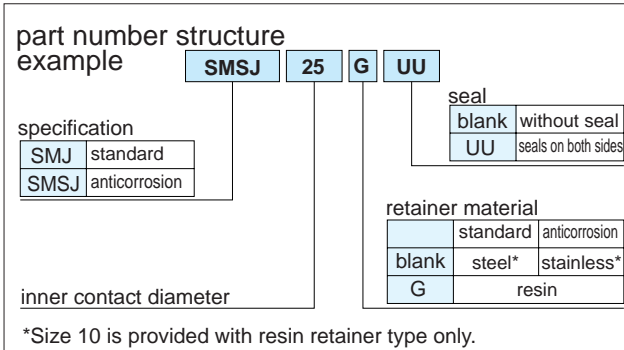 part number structure
example
SMSJ 25 G UU
seal
blank without seal
UU seals on both sides
specification
SMJ standard
SMSJ anticorrosion
retainer material
standard anticorrosion
blank steel* stainless*
G resin
inner contact diameter
*Size 10 is provided with resin retainer type only.